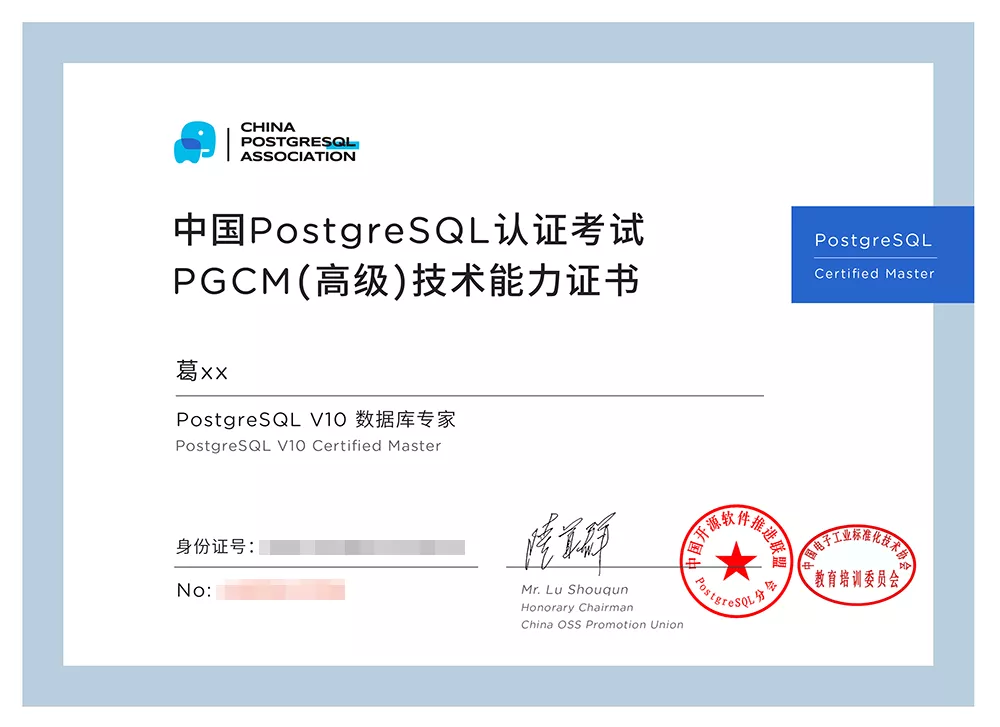 CHINA
POSTGRESQL
ASSOCIATION
中国PostgreSQL认证考试
PGCM(高级)技术能力证书
PostgreSQL
Certified Master
葛xx
PostgreSQL V10 数据库专家
PostgreSQL V10 Certified Master
身份证号：
No:
陆首群
Mr. Lu Shouqun
Honorary Chairman
China OSS Promotion Union
中国开源软件推进联盟
PostgreSQL分会
中国电子工业标准化技术协会
教育培训委员会